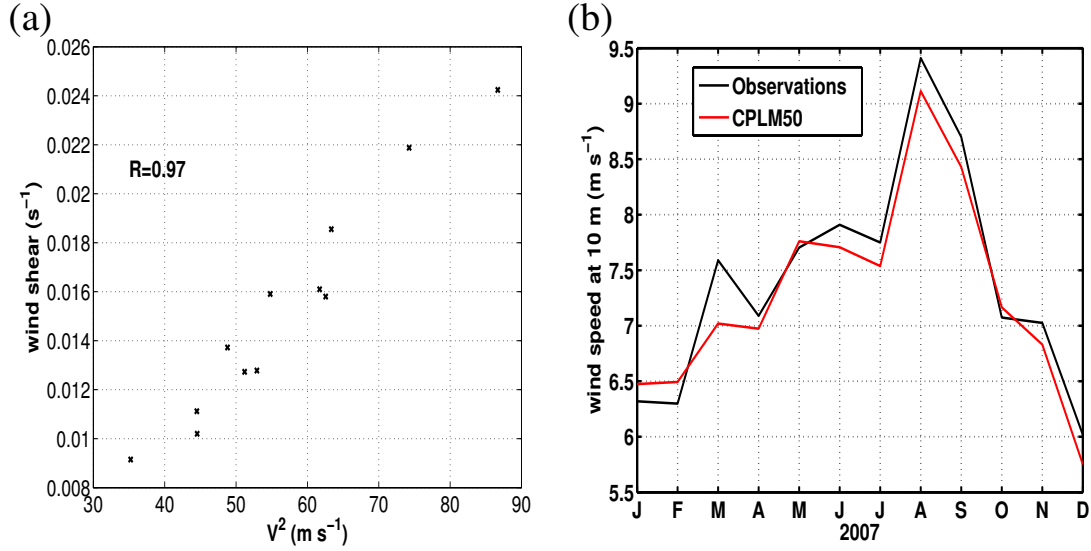 (a)
0.026
0.024
0.022
0.02
0.018
0.016
0.014
0.012
0.01
0.008
wind shear (s⁻¹)
R=0.97
30 40 50 60 70 80 90
V² (m s⁻¹)
(b)
9.5
9
8.5
8
7.5
7
6.5
6
5.5
wind speed at 10 m (m s⁻¹)
Observations
CPLM50
J F M A M J J A S O N D
2007